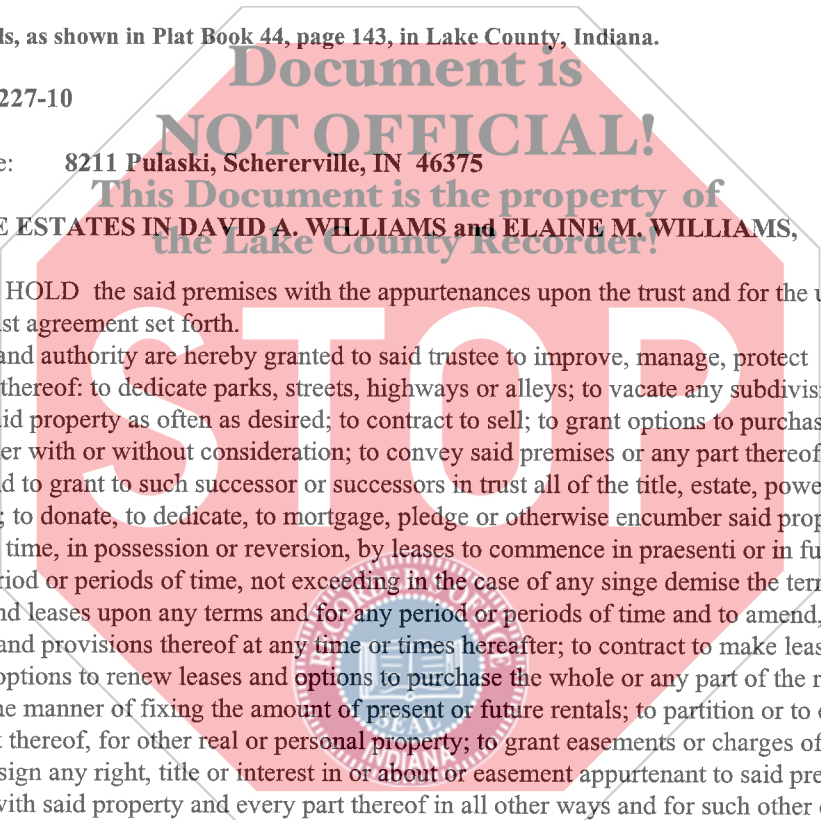 ls, as shown in Plat Book 44, page 143, in Lake County, Indiana.
Document is
227-10
NOT OFFICIAL!
e: 8211 Pulaski, Schererville, IN 46375
This Document is the property of
E ESTATES IN DAVID A. WILLIAMS and ELAINE M. WILLIAMS,
the Lake County Recorder!
HOLD the said premises with the appurtenances upon the trust and for the u
st agreement set forth.
STOP
and authority are hereby granted to said trustee to improve, manage, protect
thereof: to dedicate parks, streets, highways or alleys; to vacate any subdivis
id property as often as desired; to contract to sell; to grant options to purchas
er with or without consideration; to convey said premises or any part thereof
d to grant to such successor or successors in trust all of the title, estate, powe
; to donate, to dedicate, to mortgage, pledge or otherwise encumber said prop
time, in possession or reversion, by leases to commence in praesenti or in fu
riod or periods of time, not exceeding in the case of any singe demise the term
nd leases upon any terms and for any period or periods of time and to amend,
and provisions thereof at any time or times hereafter; to contract to make leas
options to renew leases and options to purchase the whole or any part of the r
he manner of fixing the amount of present or future rentals; to partition or to e
t thereof, for other real or personal property; to grant easements or charges of
sign any right, title or interest in or about or easement appurtenant to said pre
with said property and every part thereof in all other ways and for such other
SEAL
INDIANA